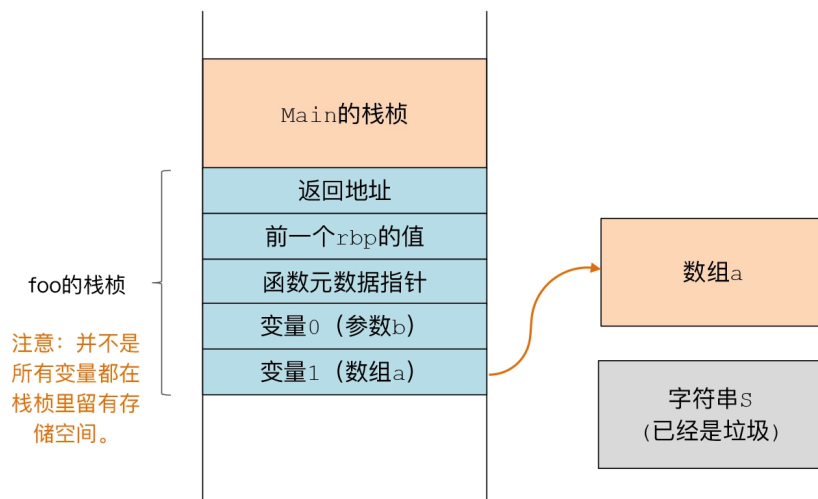 Main的栈桢
返回地址
前一个rbp的值
函数元数据指针
变量0（参数b）
变量1（数组a）
foo的栈桢
注意：并不是
所有变量都在
栈桢里留有存
储空间。
数组a
字符串S
(已经是垃圾)